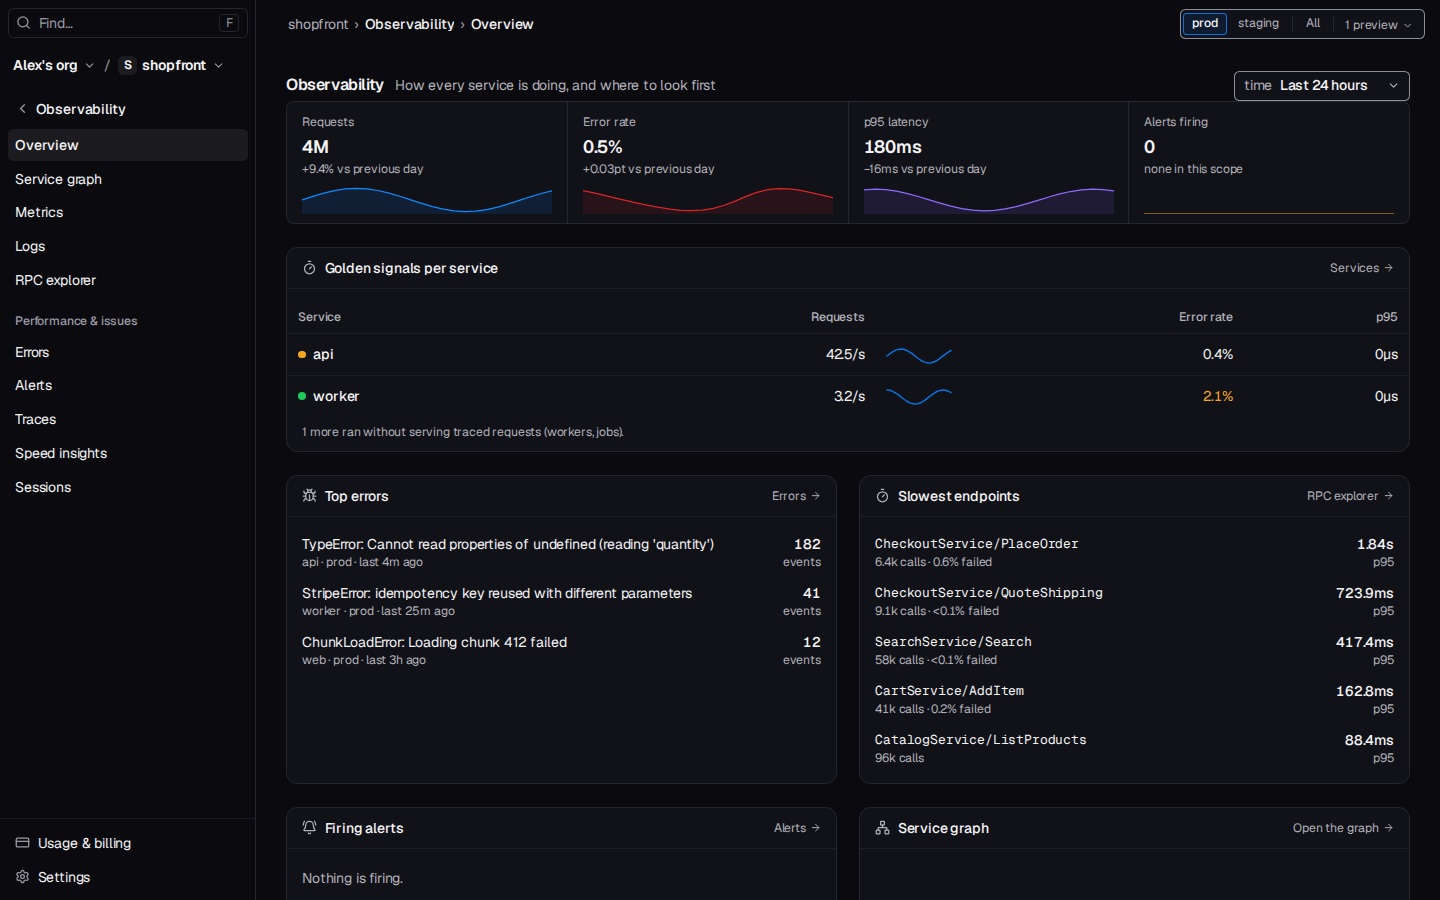 Find...
F
Alex's org
/
S
shopfront
Observability
Overview
Service graph
Metrics
Logs
RPC explorer
Performance & issues
Errors
Alerts
Traces
Speed insights
Sessions
Usage & billing
Settings
shopfront › Observability › Overview
prod
staging
All
1 preview
Observability
How every service is doing, and where to look first
time Last 24 hours
Requests
4M
+9.4% vs previous day
Error rate
0.5%
+0.03pt vs previous day
p95 latency
180ms
−16ms vs previous day
Alerts firing
0
none in this scope
Golden signals per service
Services →
Service
Requests
Error rate
p95
api
42.5/s
0.4%
0µs
worker
3.2/s
2.1%
0µs
1 more ran without serving traced requests (workers, jobs).
Top errors
Errors →
TypeError: Cannot read properties of undefined (reading 'quantity')
182
api · prod · last 4m ago
events
StripeError: idempotency key reused with different parameters
41
worker · prod · last 25m ago
events
ChunkLoadError: Loading chunk 412 failed
12
web · prod · last 3h ago
events
Slowest endpoints
RPC explorer →
CheckoutService/PlaceOrder
1.84s
6.4k calls · 0.6% failed
p95
CheckoutService/QuoteShipping
723.9ms
9.1k calls · <0.1% failed
p95
SearchService/Search
417.4ms
58k calls · <0.1% failed
p95
CartService/AddItem
162.8ms
41k calls · 0.2% failed
p95
CatalogService/ListProducts
88.4ms
96k calls
p95
Firing alerts
Alerts →
Nothing is firing.
Service graph
Open the graph →